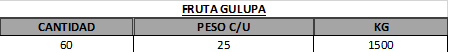 FRUTA GULUPA
CANTIDAD PESO C/U KG
60 25 1500